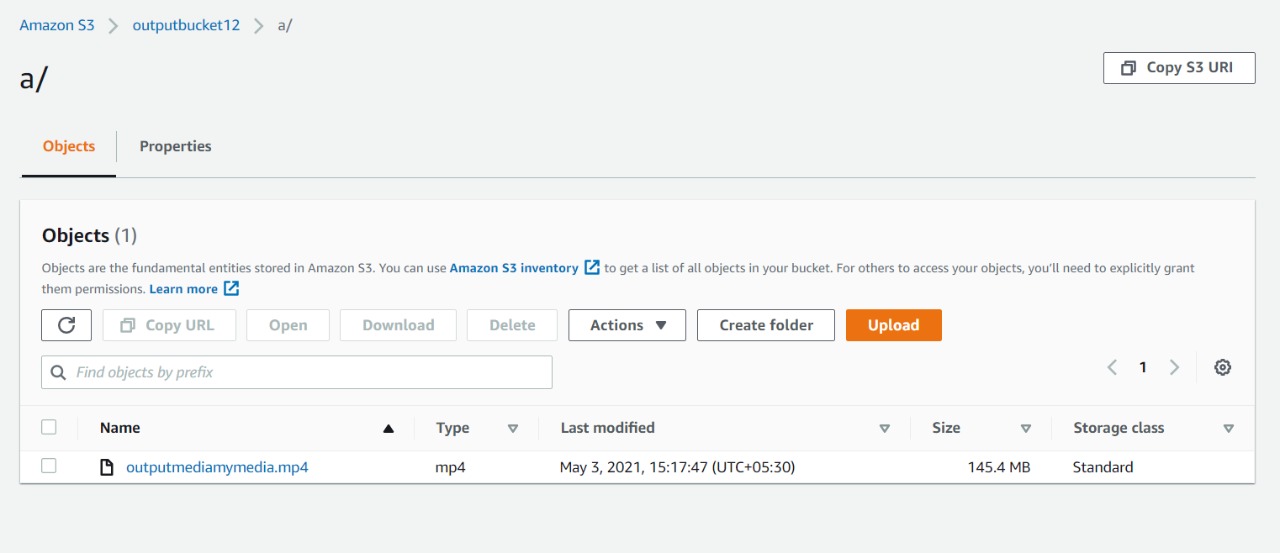 Amazon S3 > outputbucket12 > a/
a/
Copy S3 URI
Objects Properties
Objects (1)
Objects are the fundamental entities stored in Amazon S3. You can use Amazon S3 inventory to get a list of all objects in your bucket. For others to access your objects, you'll need to explicitly grant
them permissions. Learn more
Copy URL Open Download Delete Actions Create folder Upload
Find objects by prefix
1
Name Type Last modified Size Storage class
outputmediamymedia.mp4 mp4 May 3, 2021, 15:17:47 (UTC+05:30) 145.4 MB Standard